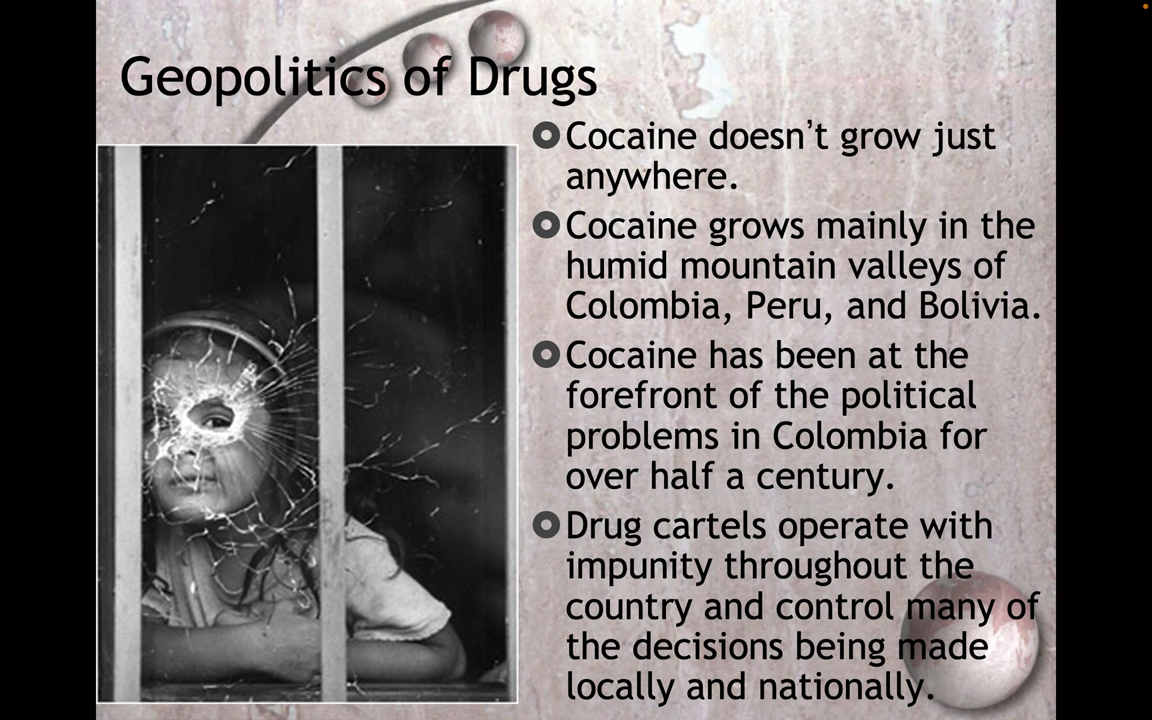 Geopolitics of Drugs
Cocaine doesn't grow just
anywhere.
Cocaine grows mainly in the
humid mountain valleys of
Colombia, Peru, and Bolivia.
Cocaine has been at the
forefront of the political
problems in Colombia for
over half a century.
Drug cartels operate with
impunity throughout the
country and control many of
the decisions being made
locally and nationally.